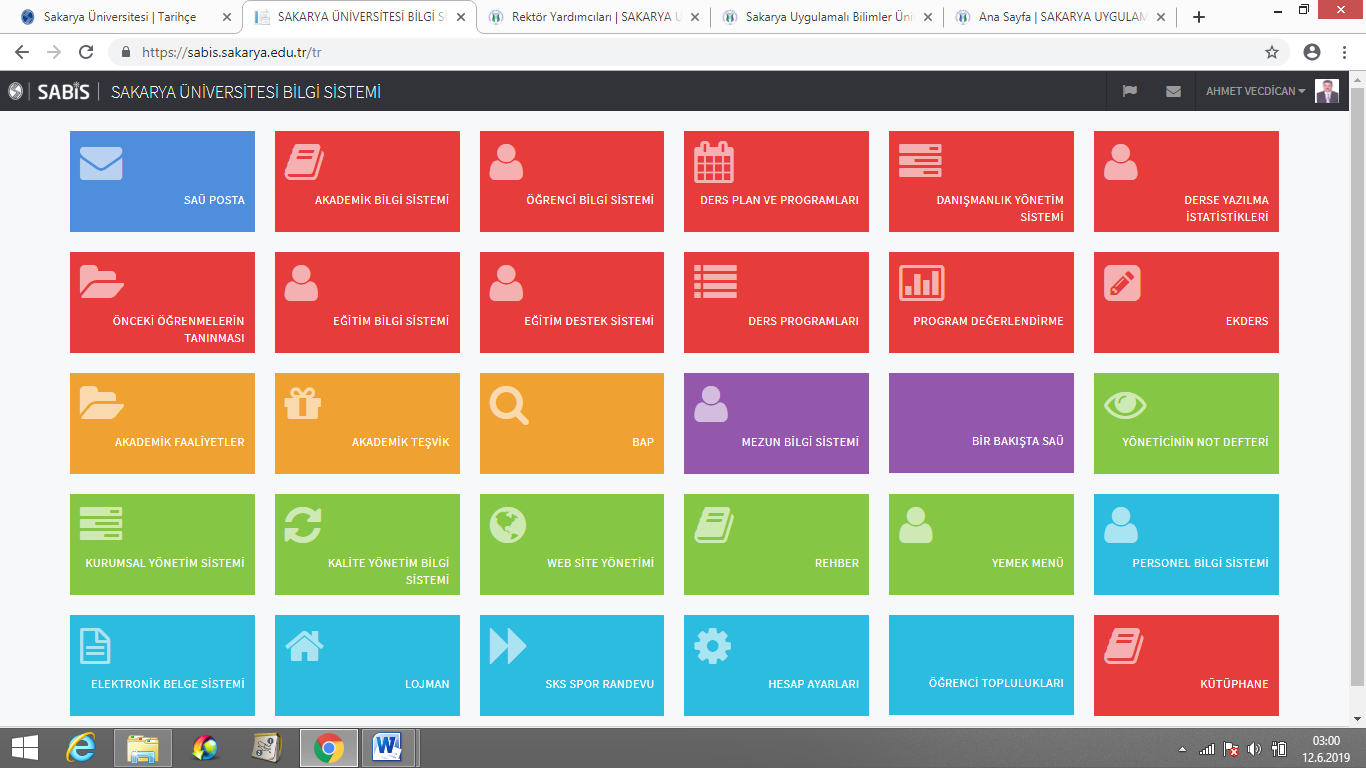 Sakarya Üniversitesi | Tarihçe
SAKARYA ÜNİVERSİTESİ BİLGİ Sİ
Rektör Yardımcıları | SAKARYA U
Sakarya Uygulamalı Bilimler Üni
Ana Sayfa | SAKARYA UYGULAM
https://sabis.sakarya.edu.tr/tr
SABİS
SAKARYA ÜNİVERSİTESİ BİLGİ SİSTEMİ
AHMET VECDİCAN
SAÜ POSTA
AKADEMİK BİLGİ SİSTEMİ
ÖĞRENCİ BİLGİ SİSTEMİ
DERS PLAN VE PROGRAMLARI
DANIŞMANLIK YÖNETİM
SİSTEMİ
DERSE YAZILMA
İSTATİSTİKLERİ
ÖNCEKİ ÖĞRENMELERİN
TANINMASI
EĞİTİM BİLGİ SİSTEMİ
EĞİTİM DESTEK SİSTEMİ
DERS PROGRAMLARI
PROGRAM DEĞERLENDİRME
EKDERS
AKADEMİK FAALİYETLER
AKADEMİK TEŞVİK
BAP
MEZUN BİLGİ SİSTEMİ
BİR BAKIŞTA SAÜ
YÖNETİCİNİN NOT DEFTERİ
KURUMSAL YÖNETİM SİSTEMİ
KALİTE YÖNETİM BİLGİ
SİSTEMİ
WEB SİTE YÖNETİMİ
REHBER
YEMEK MENÜ
PERSONEL BİLGİ SİSTEMİ
ELEKTRONİK BELGE SİSTEMİ
LOJMAN
SKS SPOR RANDEVU
HESAP AYARLARI
ÖĞRENCİ TOPLULUKLARI
KÜTÜPHANE
03:00
12.6.2019